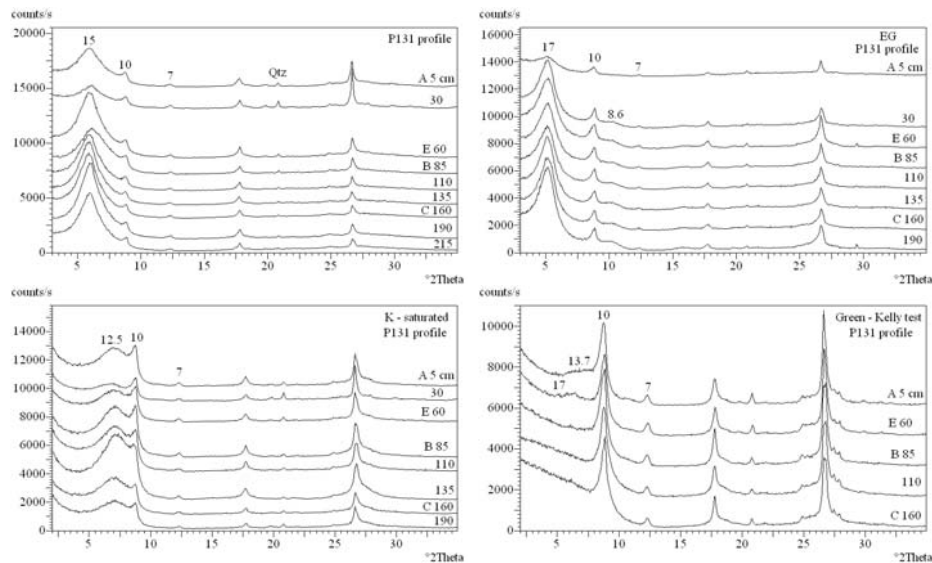 counts/s
20000
15000
10000
5000
0
15
10
7
Qtz
P131 profile
A 5 cm
30
E 60
B 85
110
135
C 160
190
215
5 10 15 20 25 30
°2Theta
counts/s
16000
14000
12000
10000
8000
6000
4000
2000
0
17
10
7
8.6
EG
P131 profile
A 5 cm
30
E 60
B 85
110
135
C 160
190
5 10 15 20 25 30
°2Theta
counts/s
14000
12000
10000
8000
6000
4000
2000
0
12.5
10
7
K - saturated
P131 profile
A 5 cm
30
E 60
B 85
110
135
C 160
190
5 10 15 20 25 30
°2Theta
counts/s
10000
8000
6000
4000
2000
0
10
13.7
17
7
Green - Kelly test
P131 profile
A 5 cm
E 60
B 85
110
C 160
5 10 15 20 25 30
°2Theta